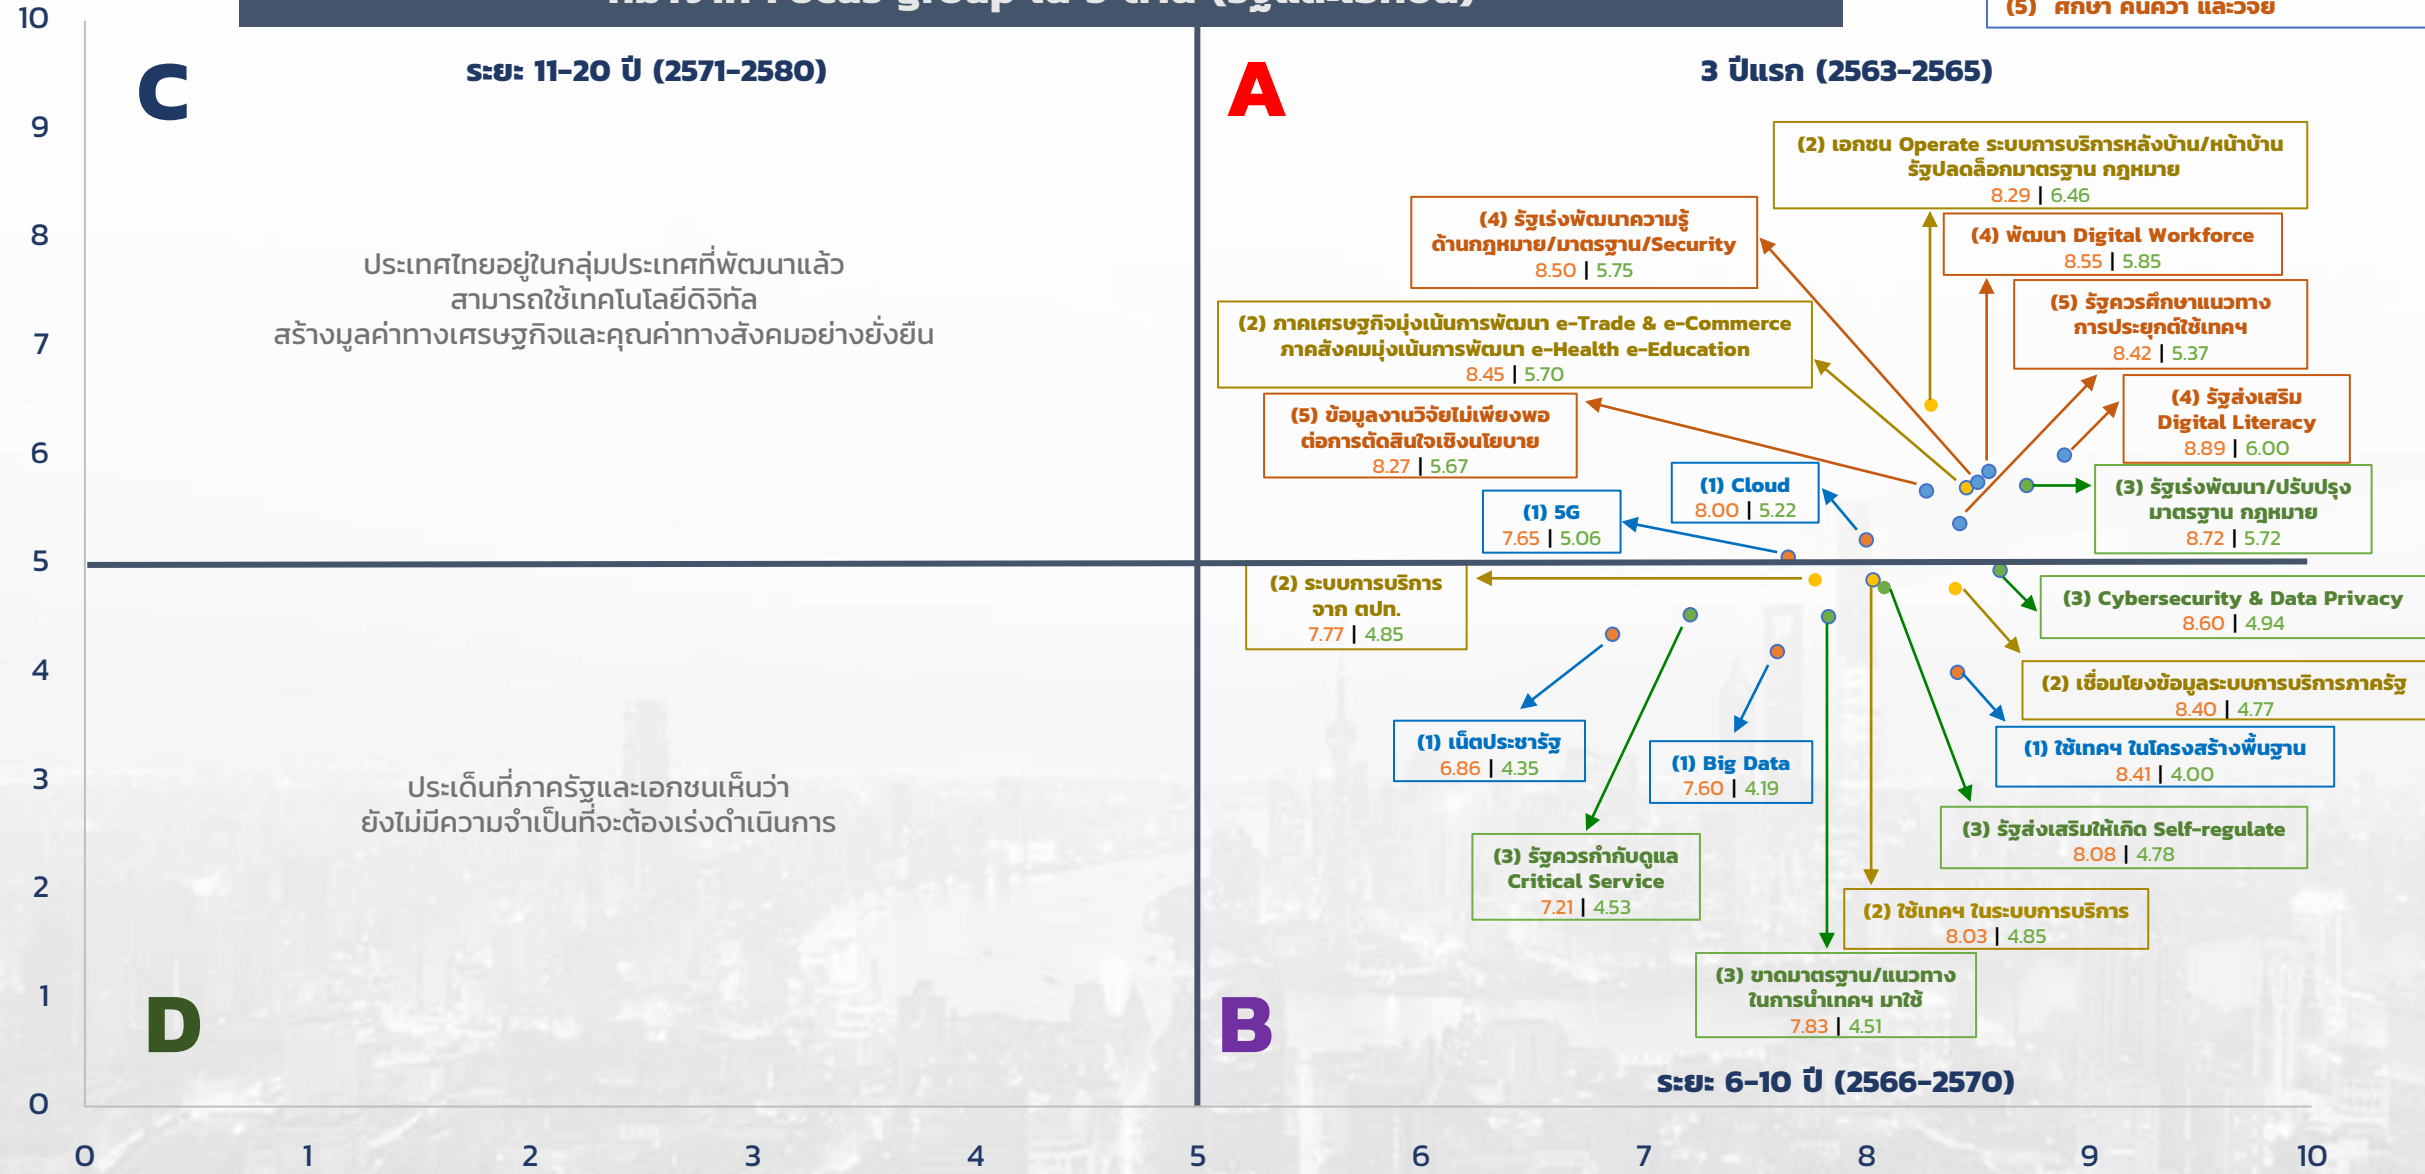 (5) ศึกษา ค้นคว้า และวิจัย
10
9
8
7
6
5
4
3
2
1
0
C
ระยะ 11-20 ปี (2571-2580)
ประเทศไทยอยู่ในกลุ่มประเทศที่พัฒนาแล้ว
สามารถใช้เทคโนโลยีดิจิทัล
สร้างมูลค่าทางเศรษฐกิจและคุณค่าทางสังคมอย่างยั่งยืน
A
3 ปีแรก (2563-2565)
(2) เอกชน Operate ระบบการบริการหลังบ้าน/หน้าบ้าน
รัฐปลดล็อกมาตรฐาน กฎหมาย
8.29 | 6.46
(4) รัฐเร่งพัฒนาความรู้
ด้านกฎหมาย/มาตรฐาน/Security
8.50 | 5.75
(4) พัฒนา Digital Workforce
8.55 | 5.85
(5) รัฐควรศึกษาแนวทาง
การประยุกต์ใช้เทคฯ
8.42 | 5.37
(2) ภาคเศรษฐกิจมุ่งเน้นการพัฒนา e-Trade & e-Commerce
ภาคสังคมมุ่งเน้นการพัฒนา e-Health e-Education
8.45 | 5.70
(4) รัฐส่งเสริม
Digital Literacy
8.89 | 6.00
(5) ข้อมูลงานวิจัยไม่เพียงพอ
ต่อการตัดสินใจเชิงนโยบาย
8.27 | 5.67
(1) Cloud
8.00 | 5.22
(1) 5G
7.65 | 5.06
(3) รัฐเร่งพัฒนา/ปรับปรุง
มาตรฐาน กฎหมาย
8.72 | 5.72
(2) ระบบการบริการ
จาก ตปท.
7.77 | 4.85
(3) Cybersecurity & Data Privacy
8.60 | 4.94
(2) เชื่อมโยงข้อมูลระบบการบริการภาครัฐ
8.40 | 4.77
(1) เน็ตประชารัฐ
6.86 | 4.35
(1) Big Data
7.60 | 4.19
(1) ใช้เทคฯ ในโครงสร้างพื้นฐาน
8.41 | 4.00
(3) รัฐส่งเสริมให้เกิด Self-regulate
8.08 | 4.78
(3) รัฐควรกำกับดูแล
Critical Service
7.21 | 4.53
(2) ใช้เทคฯ ในระบบการบริการ
8.03 | 4.85
(3) ขาดมาตรฐาน/แนวทาง
ในการนำเทคฯ มาใช้
7.83 | 4.51
B
ระยะ 6-10 ปี (2566-2570)
ประเด็นที่ภาครัฐและเอกชนเห็นว่า
ยังไม่มีความจำเป็นที่จะต้องเร่งดำเนินการ
D
0 1 2 3 4 5 6 7 8 9 10